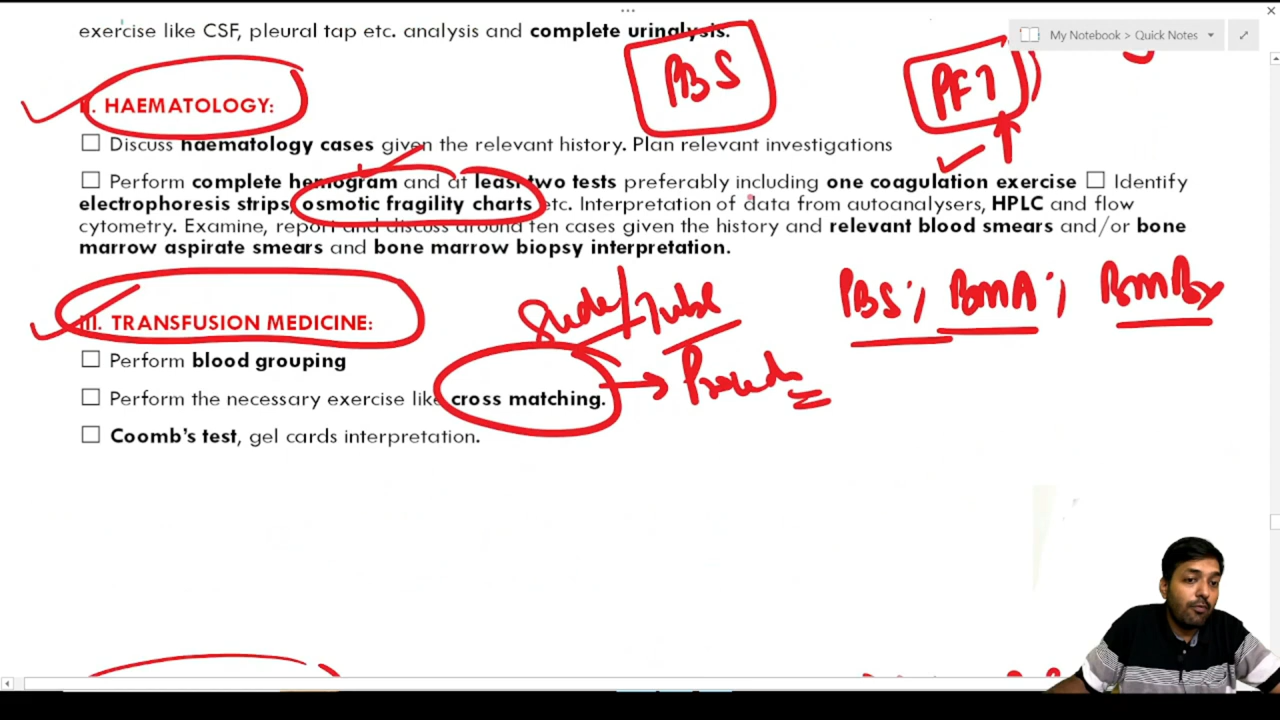 exercise like CSF, pleural tap etc. analysis and complete urinalysis.
My Notebook > Quick Notes
PBS
HAEMATOLOGY:
Discuss haematology cases given the relevant history. Plan relevant investigations
Perform complete hemogram and at least two tests preferably including one coagulation exercise ☐ Identify
electrophoresis strips, osmotic fragility charts etc. Interpretation of data from autoanalysers, HPLC and flow
cytometry. Examine, report and discuss around ten cases given the history and relevant blood smears and/or bone
marrow aspirate smears and bone marrow biopsy interpretation.
PBS; BMA; BMBx
III. TRANSFUSION MEDICINE:
Slide/Tube
Perform blood grouping
Perform the necessary exercise like cross matching.
Coomb's test, gel cards interpretation.